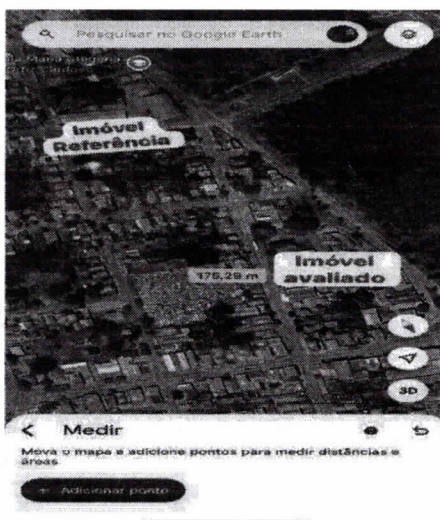 Pesquisar no Google Earth
Imóvel
Referência
175,29 m
Imóvel
avaliado
3D
Medir
Mova o mapa e adicione pontos para medir distâncias e
áreas
+ Adicionar ponto